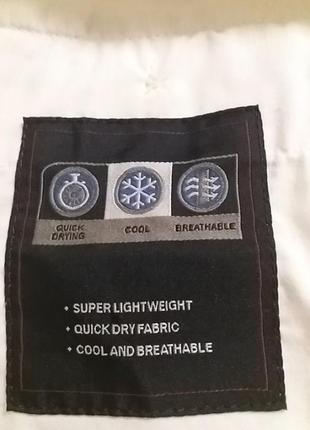 QUICK DRYING COOL BREATHABLE
• SUPER LIGHTWEIGHT
• QUICK DRY FABRIC
• COOL AND BREATHABLE